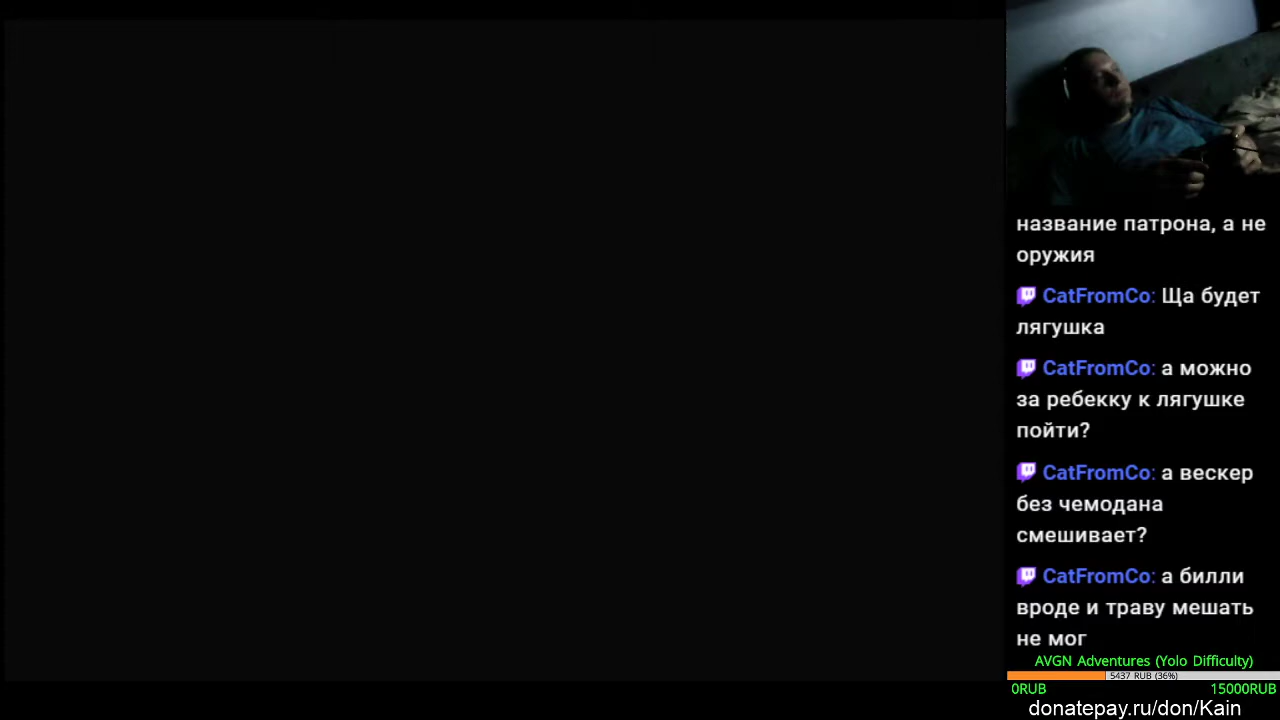 название патрона, а не
оружия
CatFromCo: Ща будет
лягушка
CatFromCo: а можно
за ребекку к лягушке
пойти?
CatFromCo: а вескер
без чемодана
смешивает?
CatFromCo: а билли
вроде и траву мешать
не мог
AVGN Adventures (Yolo Difficulty)
5437 RUB (36%)
0RUB 15000RUB
donatepay.ru/don/Kain